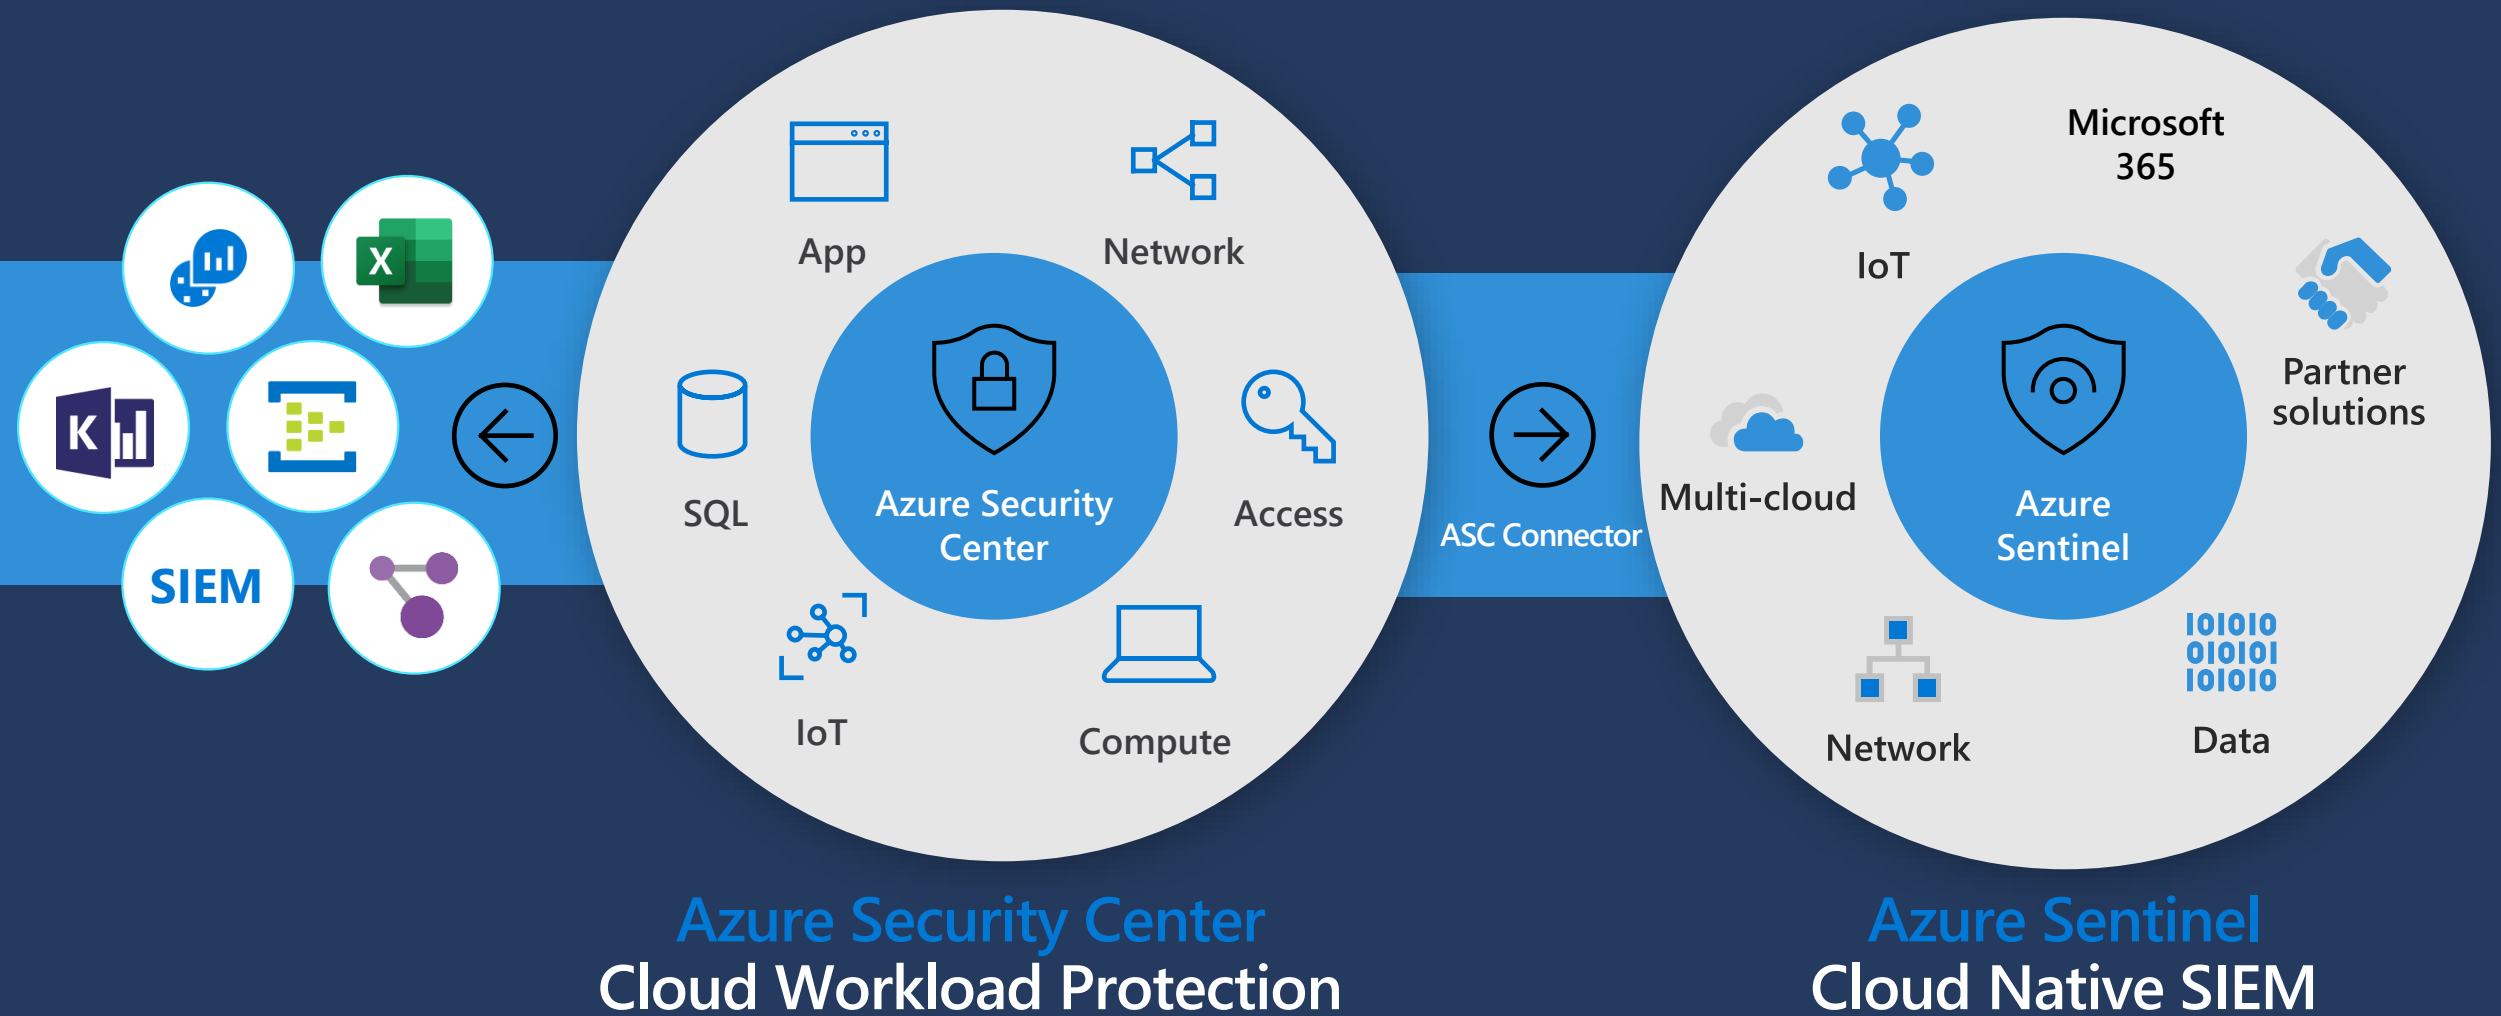 X
K
SIEM
App
Network
SQL
Azure Security
Center
Access
IoT
Compute
ASC Connector
IoT
Microsoft
365
Partner
solutions
Multi-cloud
Azure
Sentinel
Network
101010
010101
101010
Data
Azure Security Center
Cloud Workload Protection
Azure Sentinel
Cloud Native SIEM